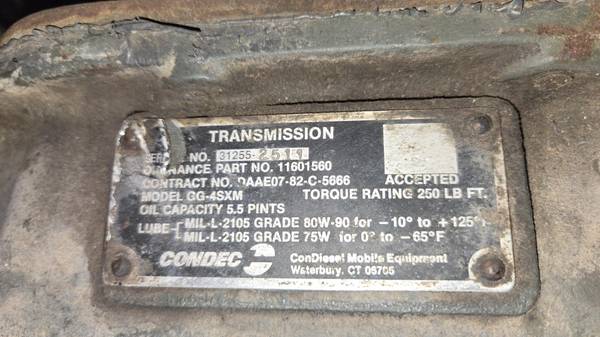 TRANSMISSION
SERIAL NO. 31255-2511
ORDNANCE PART NO. 11601560
CONTRACT NO. DAAE07-82-C-5666 ACCEPTED
MODEL GG-4SXM TORQUE RATING 250 LB FT.
OIL CAPACITY 5.5 PINTS
LUBE MIL-L-2105 GRADE 80W-90 for -10° to +125°F
MIL-L-2105 GRADE 75W for 0° to -65°F
CONDEC ConDiesel Mobile Equipment
Waterbury, CT 06705